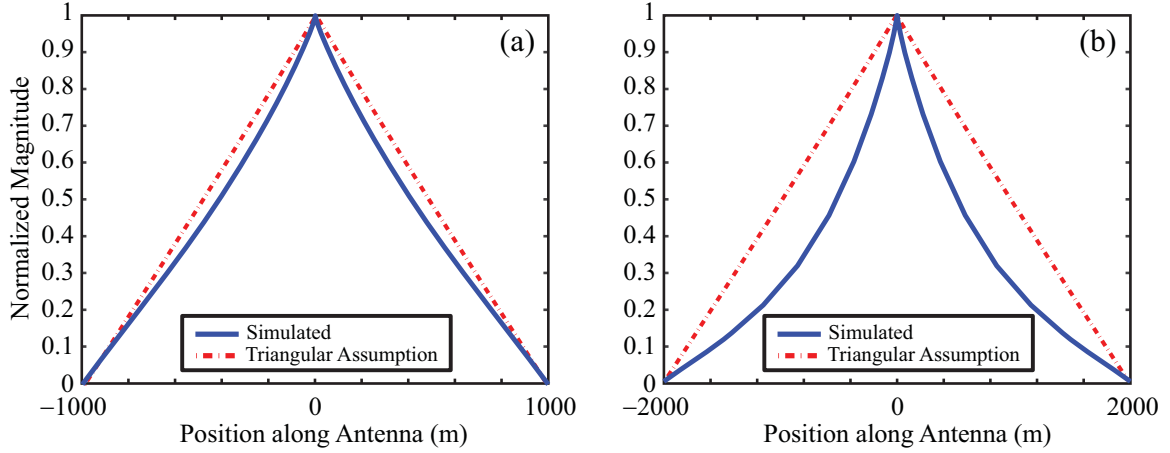 (a)
Normalized Magnitude
1
0.9
0.8
0.7
0.6
0.5
0.4
0.3
0.2
0.1
0
Simulated
Triangular Assumption
−1000 0 1000
Position along Antenna (m)
(b)
1
0.9
0.8
0.7
0.6
0.5
0.4
0.3
0.2
0.1
0
Simulated
Triangular Assumption
−2000 0 2000
Position along Antenna (m)